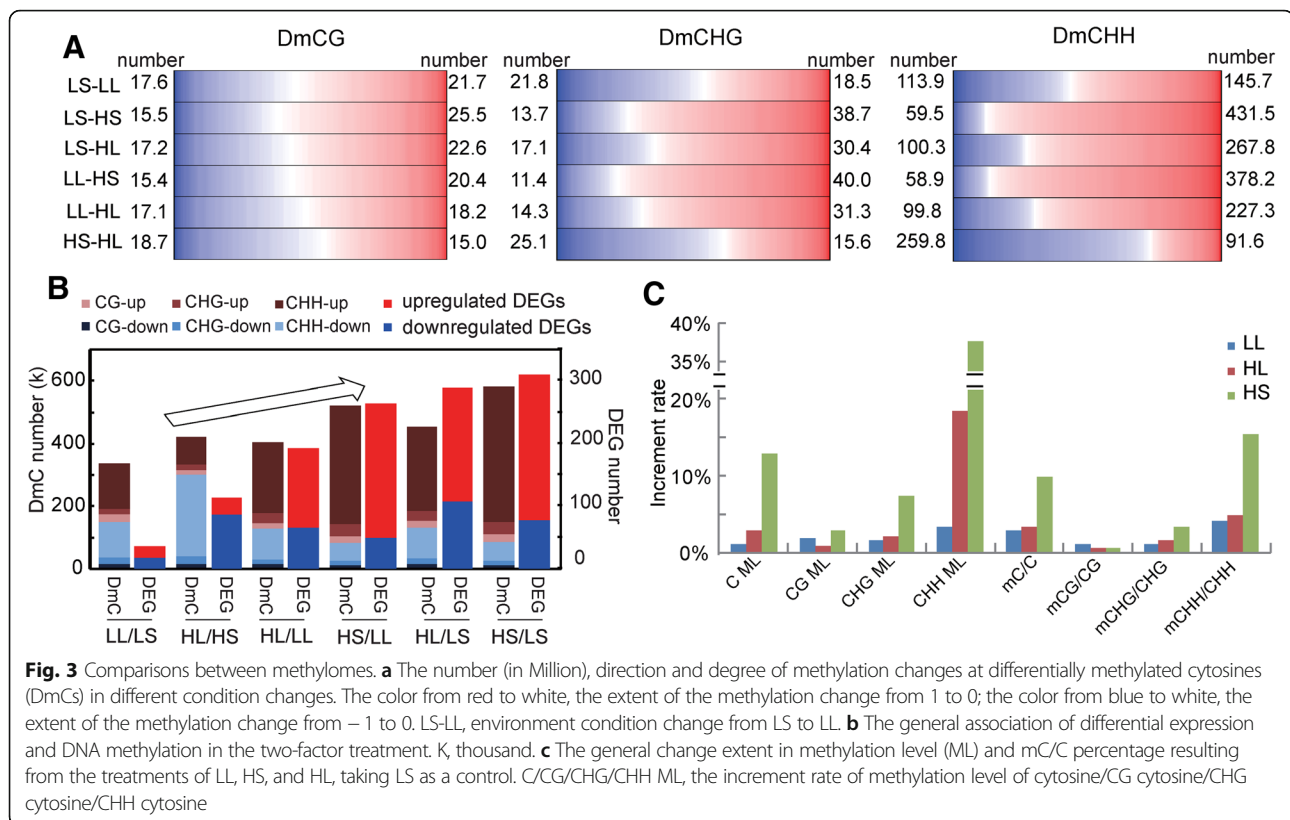 A
DmCG DmCHG DmCHH
number number number number
LS-LL 17.6 21.7 21.8 18.5 113.9 145.7
LS-HS 15.5 25.5 13.7 38.7 59.5 431.5
LS-HL 17.2 22.6 17.1 30.4 100.3 267.8
LL-HS 15.4 20.4 11.4 40.0 58.9 378.2
LL-HL 17.1 18.2 14.3 31.3 99.8 227.3
HS-HL 18.7 15.0 25.1 15.6 259.8 91.6
B
CG-up CHG-up CHH-up upregulated DEGs
CG-down CHG-down CHH-down downregulated DEGs
DmC number (k)
600
400
200
0
300
200
100
0
DEG number
DmC DEG DmC DEG DmC DEG DmC DEG DmC DEG DmC DEG
LL/LS HL/HS HL/LL HS/LL HL/LS HS/LS
C
Increment rate
40%
35%
20%
10%
0%
LL
HL
HS
C ML CG ML CHG ML CHH ML mC/C mCG/CG mCHG/CHG mCHH/CHH
Fig. 3 Comparisons between methylomes. a The number (in Million), direction and degree of methylation changes at differentially methylated cytosines
(DmCs) in different condition changes. The color from red to white, the extent of the methylation change from 1 to 0; the color from blue to white, the
extent of the methylation change from − 1 to 0. LS-LL, environment condition change from LS to LL. b The general association of differential expression
and DNA methylation in the two-factor treatment. K, thousand. c The general change extent in methylation level (ML) and mC/C percentage resulting
from the treatments of LL, HS, and HL, taking LS as a control. C/CG/CHG/CHH ML, the increment rate of methylation level of cytosine/CG cytosine/CHG
cytosine/CHH cytosine